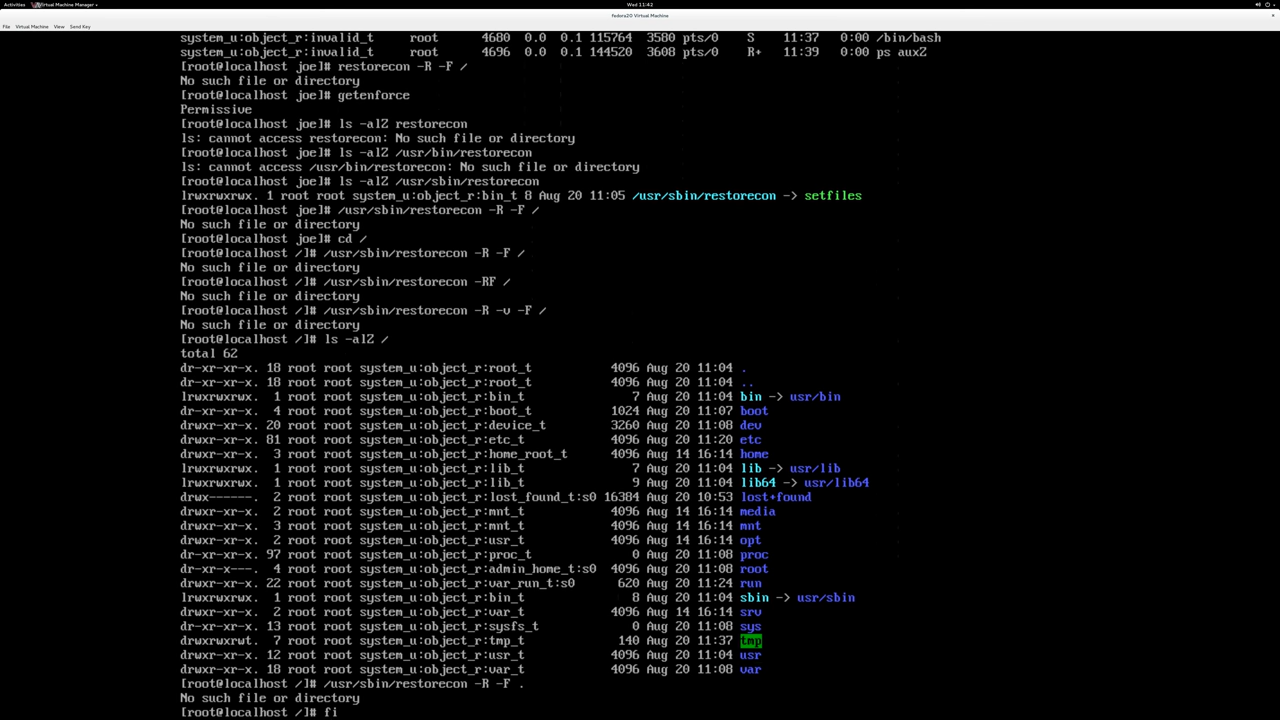 Activities Virtual Machine Manager Wed 11:42
Fedora20 Virtual Machine
File Virtual Machine View Send Key
system_u:object_r:invalid_t root 4680 0.0 0.1 115764 3580 pts/0 S 11:37 0:00 /bin/bash
system_u:object_r:invalid_t root 4696 0.0 0.1 144520 3608 pts/0 R+ 11:39 0:00 ps auxZ
[root@localhost joe]# restorecon -R -F /
No such file or directory
[root@localhost joe]# getenforce
Permissive
[root@localhost joe]# ls -alZ restorecon
ls: cannot access restorecon: No such file or directory
[root@localhost joe]# ls -alZ /usr/bin/restorecon
ls: cannot access /usr/bin/restorecon: No such file or directory
[root@localhost joe]# ls -alZ /usr/sbin/restorecon
lrwxrwxrwx. 1 root root system_u:object_r:bin_t 8 Aug 20 11:05 /usr/sbin/restorecon -> setfiles
[root@localhost joe]# /usr/sbin/restorecon -R -F /
No such file or directory
[root@localhost joe]# cd /
[root@localhost /]# /usr/sbin/restorecon -R -F /
No such file or directory
[root@localhost /]# /usr/sbin/restorecon -RF /
No such file or directory
[root@localhost /]# /usr/sbin/restorecon -R -v -F /
No such file or directory
[root@localhost /]# ls -alZ /
total 62
dr-xr-xr-x. 18 root root system_u:object_r:root_t 4096 Aug 20 11:04 .
dr-xr-xr-x. 18 root root system_u:object_r:root_t 4096 Aug 20 11:04 ..
lrwxrwxrwx. 1 root root system_u:object_r:bin_t 7 Aug 20 11:04 bin -> usr/bin
dr-xr-xr-x. 4 root root system_u:object_r:boot_t 1024 Aug 20 11:07 boot
drwxr-xr-x. 20 root root system_u:object_r:device_t 3260 Aug 20 11:08 dev
drwxr-xr-x. 81 root root system_u:object_r:etc_t 4096 Aug 20 11:20 etc
drwxr-xr-x. 3 root root system_u:object_r:home_root_t 4096 Aug 14 16:14 home
lrwxrwxrwx. 1 root root system_u:object_r:lib_t 7 Aug 20 11:04 lib -> usr/lib
lrwxrwxrwx. 1 root root system_u:object_r:lib_t 9 Aug 20 11:04 lib64 -> usr/lib64
drwx------. 2 root root system_u:object_r:lost_found_t:s0 16384 Aug 20 10:53 lost+found
drwxr-xr-x. 2 root root system_u:object_r:mnt_t 4096 Aug 14 16:14 media
drwxr-xr-x. 3 root root system_u:object_r:mnt_t 4096 Aug 14 16:14 mnt
drwxr-xr-x. 2 root root system_u:object_r:usr_t 4096 Aug 14 16:14 opt
dr-xr-xr-x. 97 root root system_u:object_r:proc_t 0 Aug 20 11:08 proc
dr-xr-x---. 4 root root system_u:object_r:admin_home_t:s0 4096 Aug 20 11:08 root
drwxr-xr-x. 22 root root system_u:object_r:var_run_t:s0 620 Aug 20 11:24 run
lrwxrwxrwx. 1 root root system_u:object_r:bin_t 8 Aug 20 11:04 sbin -> usr/sbin
drwxr-xr-x. 2 root root system_u:object_r:var_t 4096 Aug 14 16:14 srv
dr-xr-xr-x. 13 root root system_u:object_r:sysfs_t 0 Aug 20 11:08 sys
drwxrwxrwt. 7 root root system_u:object_r:tmp_t 140 Aug 20 11:37 tmp
drwxr-xr-x. 12 root root system_u:object_r:usr_t 4096 Aug 20 11:04 usr
drwxr-xr-x. 18 root root system_u:object_r:var_t 4096 Aug 20 11:08 var
[root@localhost /]# /usr/sbin/restorecon -R -F .
No such file or directory
[root@localhost /]# fi